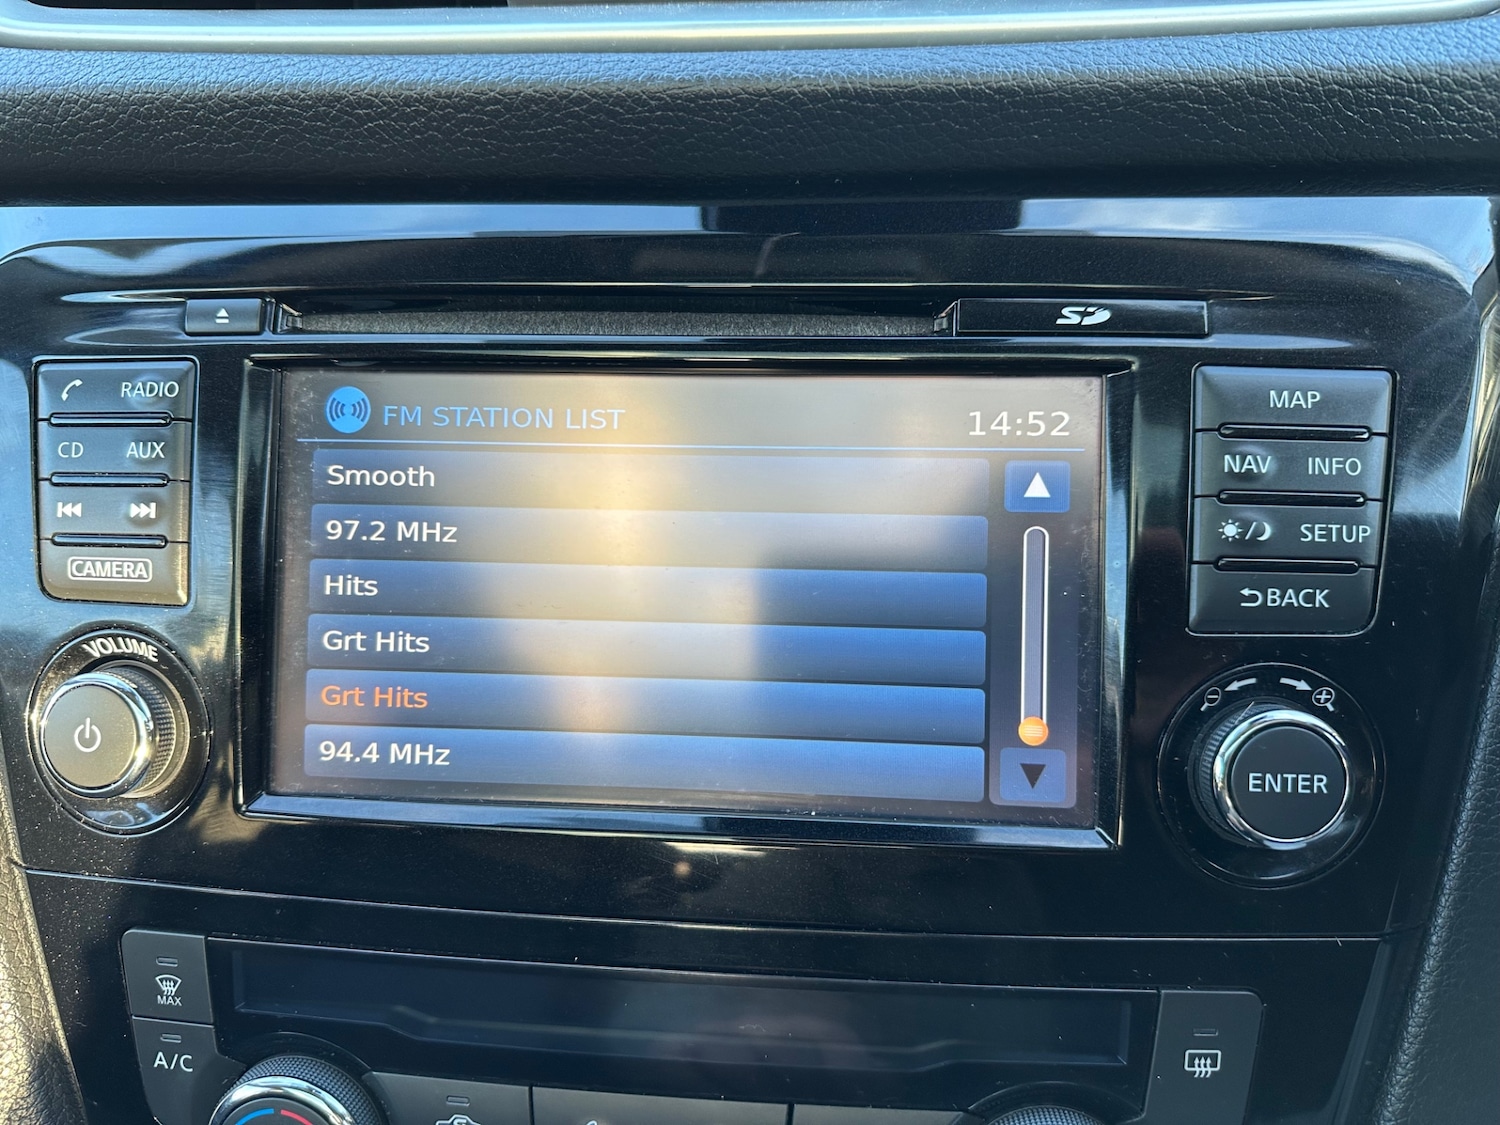 SD
RADIO
CD AUX
CAMERA
VOLUME
FM STATION LIST 14:52
Smooth
97.2 MHz
Hits
Grt Hits
Grt Hits
94.4 MHz
MAP
NAV INFO
SETUP
BACK
ENTER
MAX
A/C